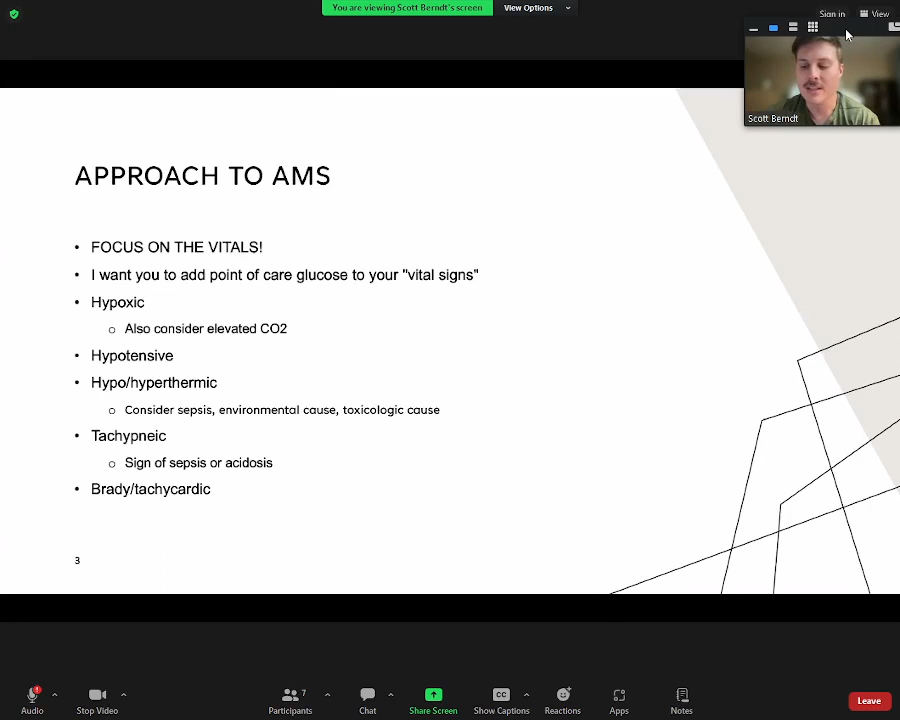 You are viewing Scott Berndt's screen
View Options
Sign in
View
Scott Berndt
APPROACH TO AMS
• FOCUS ON THE VITALS!
• I want you to add point of care glucose to your "vital signs"
• Hypoxic
o Also consider elevated CO2
• Hypotensive
• Hypo/hyperthermic
o Consider sepsis, environmental cause, toxicologic cause
• Tachypneic
o Sign of sepsis or acidosis
• Brady/tachycardic
3
Audio
Stop Video
Participants 7
Chat
Share Screen
CC
Show Captions
Reactions
Apps
Notes
Leave